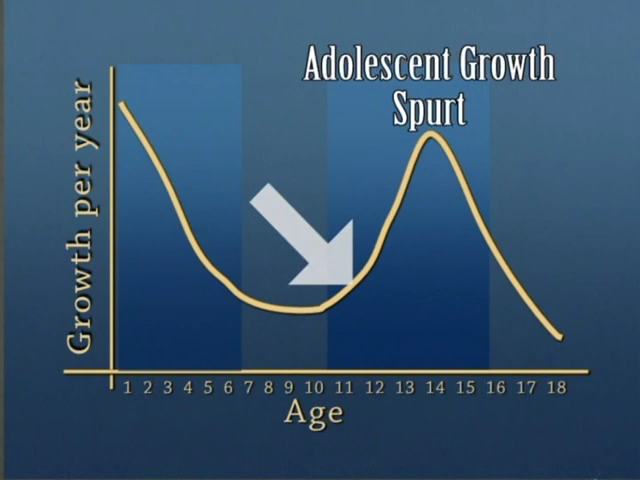 Adolescent Growth
Spurt
Growth per year
1 2 3 4 5 6 7 8 9 10 11 12 13 14 15 16 17 18
Age